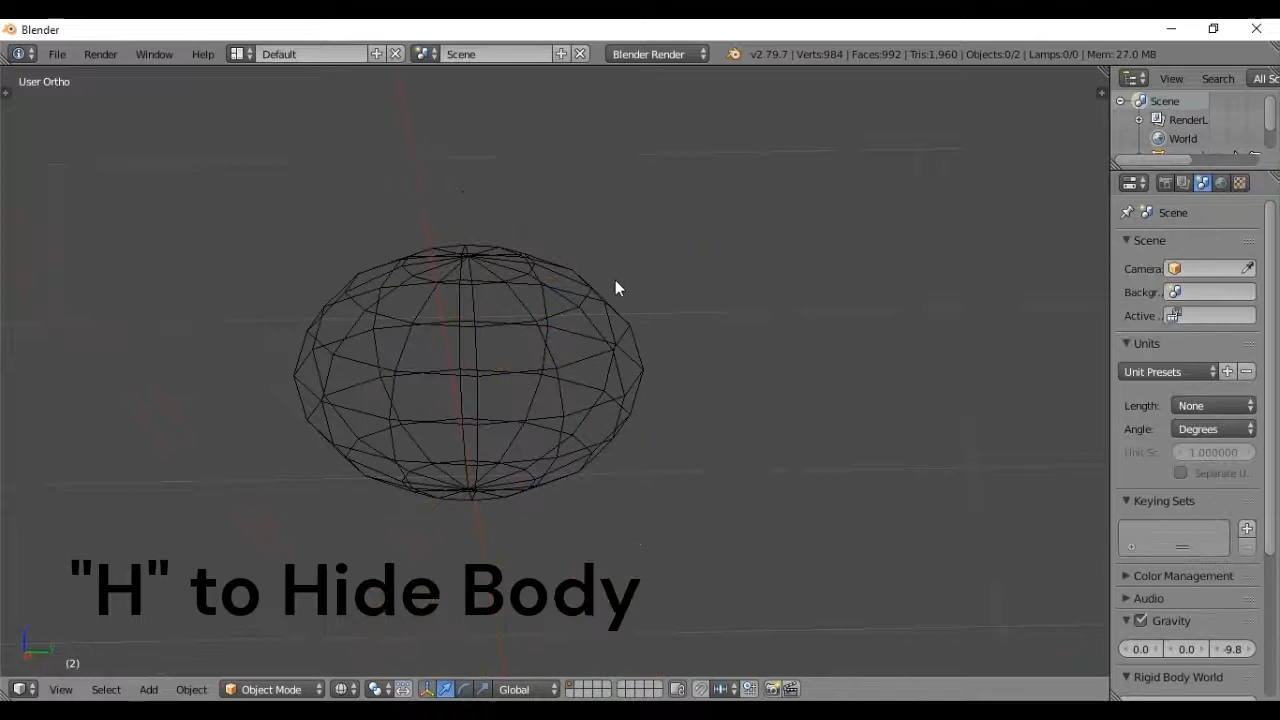 Blender
File Render Window Help Default Scene Blender Render v2.79.7 | Verts:984 | Faces:992 | Tris:1,960 | Objects:0/2 | Lamps:0/0 | Mem: 27.0 MB
User Ortho
View Search All Sc
Scene
RenderL
World
Scene
Scene
Camera:
Backgr.:
Active ..:
Units
Unit Presets
Length: None
Angle: Degrees
Unit Sc: 1.000000
Separate U..
Keying Sets
Color Management
Audio
Gravity
0.0 0.0 -9.8
Rigid Body World
"H" to Hide Body
(2)
View Select Add Object Object Mode Global